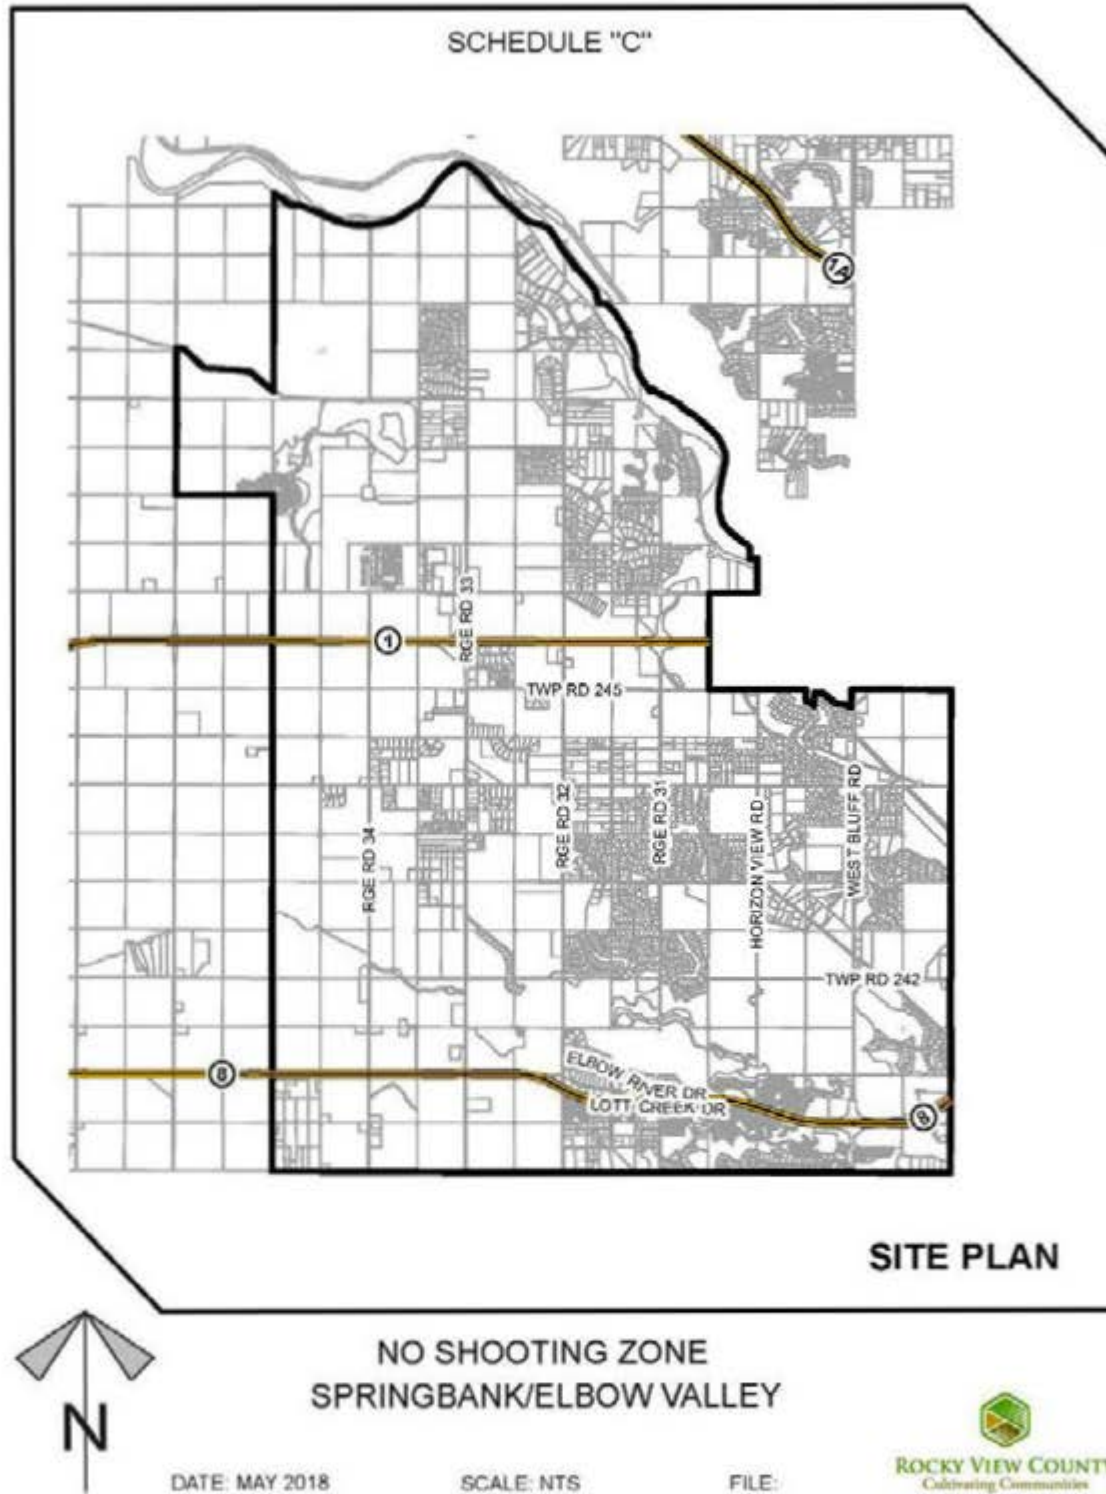 SCHEDULE "C"
1A
RGE RD 33
1
TWP RD 245
RGE RD 32
RGE RD 31
HORIZON VIEW RD
WEST BLUFF RD
RGE RD 34
TWP RD 242
ELBOW RIVER DR
LOTT CREEK DR
8
8
SITE PLAN
N
NO SHOOTING ZONE
SPRINGBANK/ELBOW VALLEY
DATE: MAY 2018
SCALE: NTS
FILE:
ROCKY VIEW COUNTY
Cultivating Communities